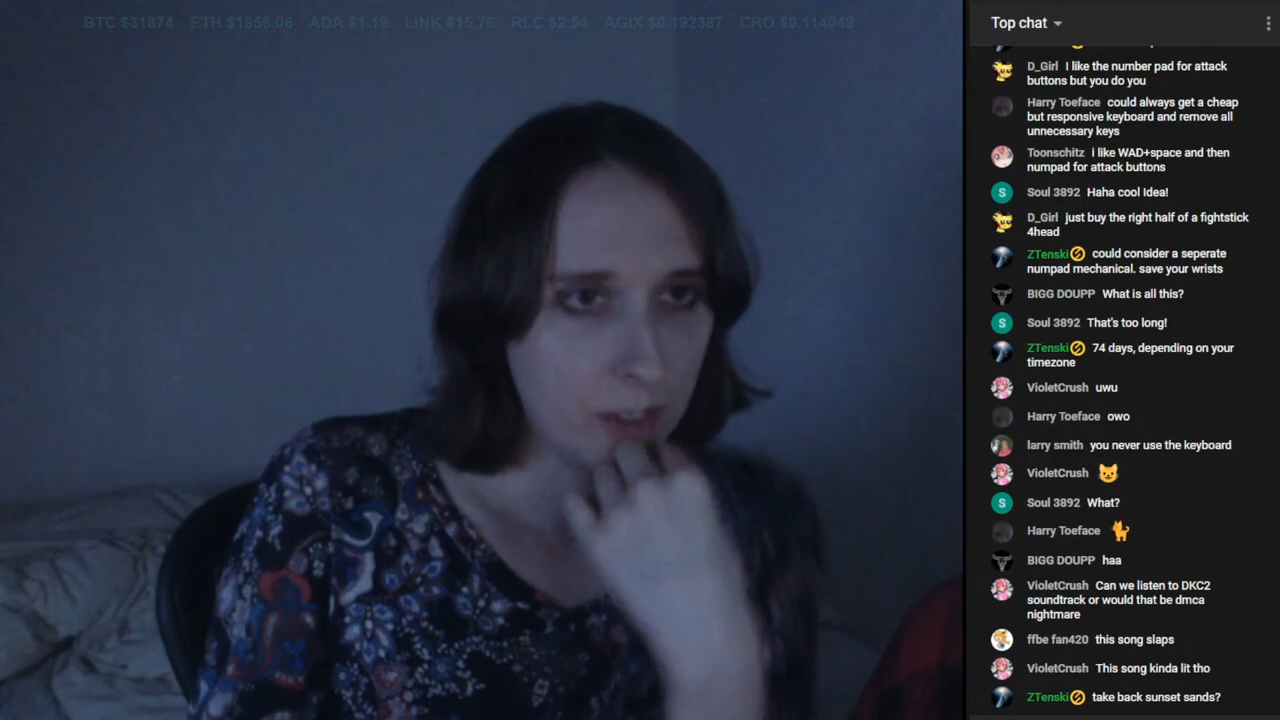 BTC $31874 ETH $1958.06 ADA $1.19 LINK $15.76 RLC $2.54 AGIX $0.192387 CRO $0.114042
Top chat
D_Girl I like the number pad for attack
buttons but you do you
Harry Toeface could always get a cheap
but responsive keyboard and remove all
unnecessary keys
Toonschitz i like WAD+space and then
numpad for attack buttons
S Soul 3892 Haha cool Idea!
D_Girl just buy the right half of a fightstick
4head
ZTenski could consider a seperate
numpad mechanical. save your wrists
BIGG DOUPP What is all this?
S Soul 3892 That's too long!
ZTenski 74 days, depending on your
timezone
VioletCrush uwu
Harry Toeface owo
larry smith you never use the keyboard
VioletCrush
S Soul 3892 What?
Harry Toeface
BIGG DOUPP haa
VioletCrush Can we listen to DKC2
soundtrack or would that be dmca
nightmare
ffbe fan420 this song slaps
VioletCrush This song kinda lit tho
ZTenski take back sunset sands?